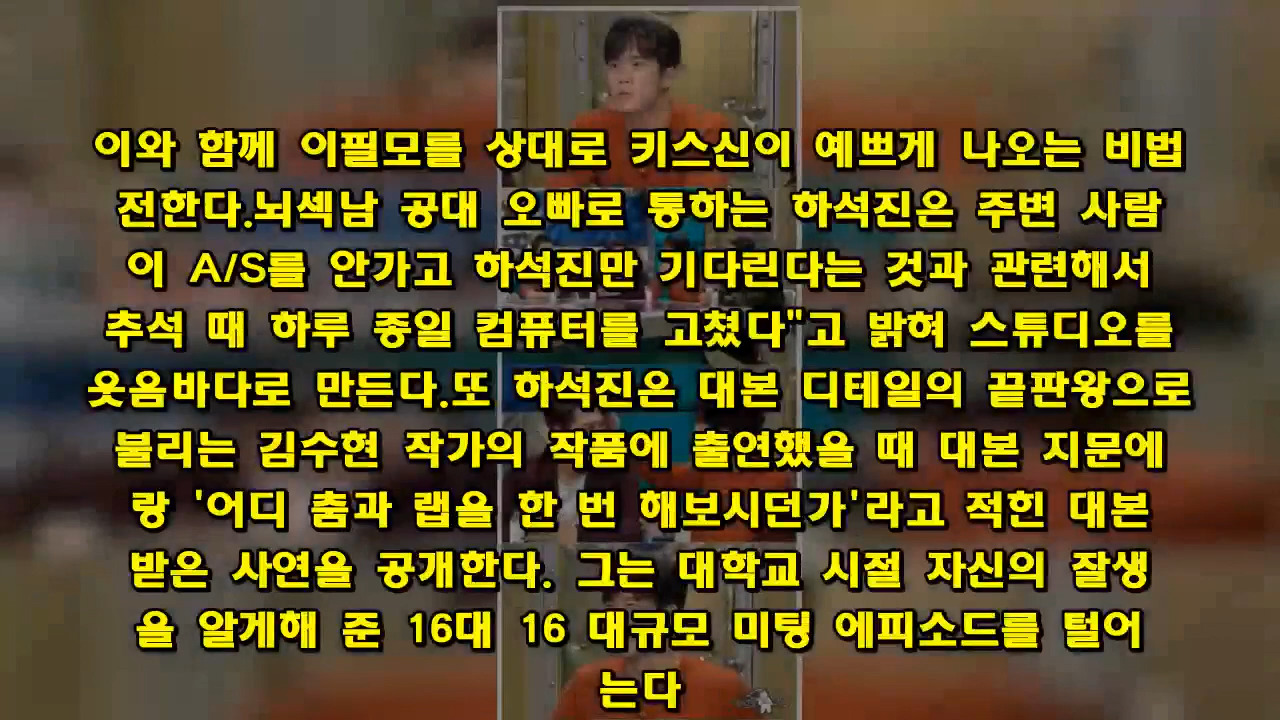 이와 함께 이필모를 상대로 키스신이 예쁘게 나오는 비법
전한다.뇌섹남 공대 오빠로 통하는 하석진은 주변 사람
이 A/S를 안가고 하석진만 기다린다는 것과 관련해서
추석 때 하루 종일 컴퓨터를 고쳤다"고 밝혀 스튜디오를
웃음바다로 만든다.또 하석진은 대본 디테일의 끝판왕으로
불리는 김수현 작가의 작품에 출연했을 때 대본 지문에
랑 '어디 춤과 랩을 한 번 해보시던가'라고 적힌 대본
받은 사연을 공개한다. 그는 대학교 시절 자신의 잘생
을 알게해 준 16대 16 대규모 미팅 에피소드를 털어
는다